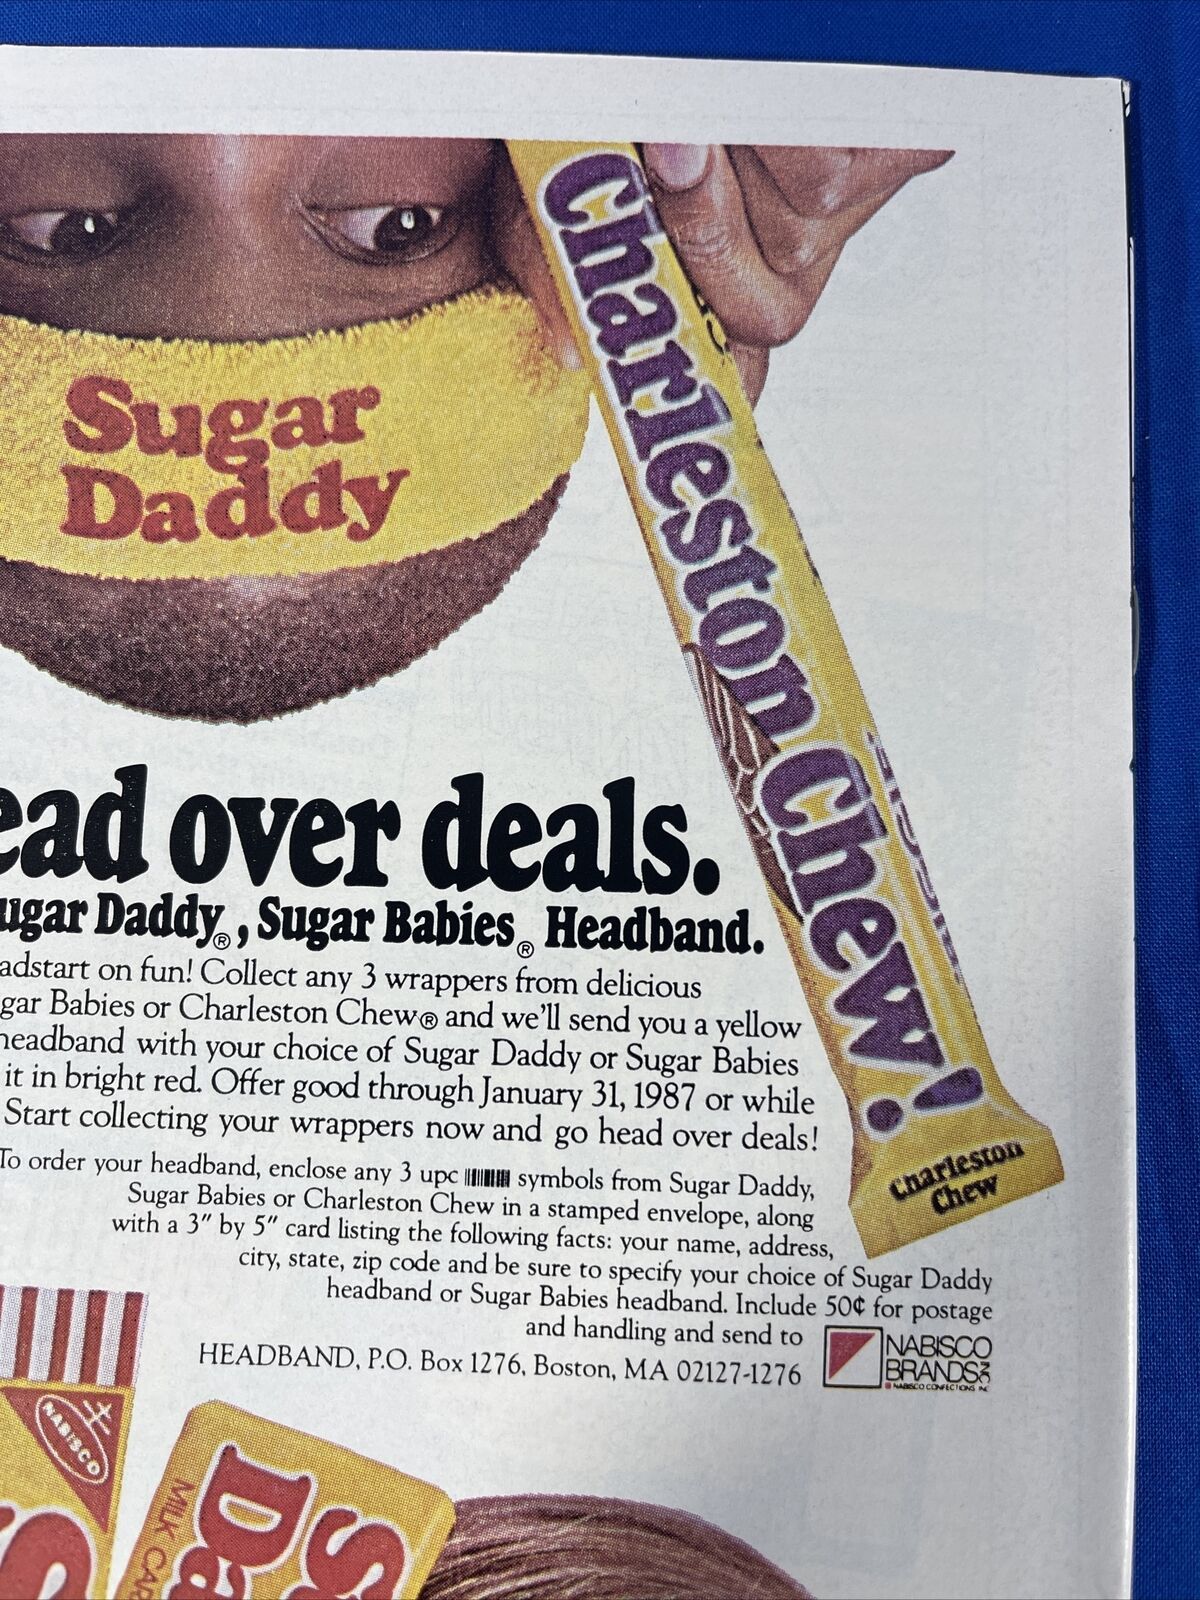 Charleston Chew!
Sugar
Daddy
ead over deals.
ugar Daddy®, Sugar Babies® Headband.
adstart on fun! Collect any 3 wrappers from delicious
gar Babies or Charleston Chew® and we'll send you a yellow
headband with your choice of Sugar Daddy or Sugar Babies
it in bright red. Offer good through January 31, 1987 or while
Start collecting your wrappers now and go head over deals!
To order your headband, enclose any 3 upc symbols from Sugar Daddy,
Sugar Babies or Charleston Chew in a stamped envelope, along
with a 3″ by 5″ card listing the following facts: your name, address,
city, state, zip code and be sure to specify your choice of Sugar Daddy
headband or Sugar Babies headband. Include 50¢ for postage
and handling and send to
HEADBAND, P.O. Box 1276, Boston, MA 02127-1276
Charleston
Chew
NABISCO
BRANDS INC
NABISCO CONFECTIONS INC
NABISCO
S
S
Da
MILK CAR